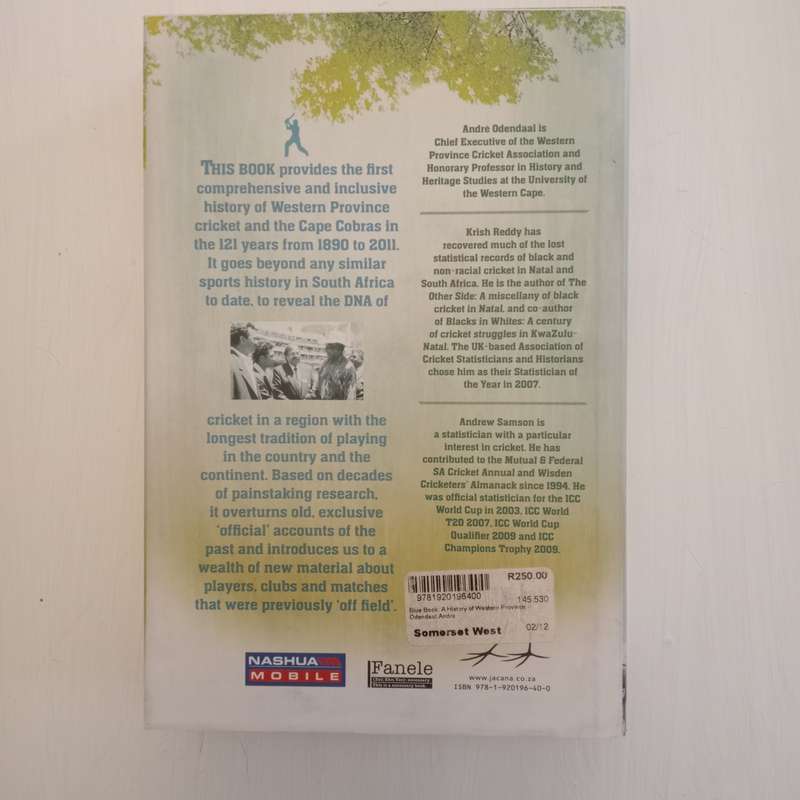 THIS BOOK provides the first
comprehensive and inclusive
history of Western Province
cricket and the Cape Cobras in
the 121 years from 1890 to 2011.
It goes beyond any similar
sports history in South Africa
to date, to reveal the DNA of
cricket in a region with the
longest tradition of playing
in the country and the
continent. Based on decades
of painstaking research,
it overturns old, exclusive
'official' accounts of the
past and introduces us to a
wealth of new material about
players, clubs and matches
that were previously 'off field'.
André Odendaal is
Chief Executive of the Western
Province Cricket Association and
Honorary Professor in History and
Heritage Studies at the University of
the Western Cape.
Krish Reddy has
recovered much of the lost
statistical records of black and
non-racial cricket in Natal and
South Africa. He is the author of The
Other Side: A miscellany of black
cricket in Natal, and co-author
of Blacks in Whites: A century
of cricket struggles in KwaZulu-
Natal. The UK-based Association of
Cricket Statisticians and Historians
chose him as their Statistician of
the Year in 2007.
Andrew Samson is
a statistician with a particular
interest in cricket. He has
contributed to the Mutual & Federal
SA Cricket Annual and Wisden
Cricketers' Almanack since 1994. He
was official statistician for the ICC
World Cup in 2003, ICC World
T20 2007, ICC World Cup
Qualifier 2009 and ICC
Champions Trophy 2009.
R250.00
9781920196400
145.530
Blue Book: A History of Western Province
Odendaal, Andre
Somerset West
02/12
NASHUA
MOBILE
Fanele
This is a necessary book.
www.jacana.co.za
ISBN 978-1-920196-40-0